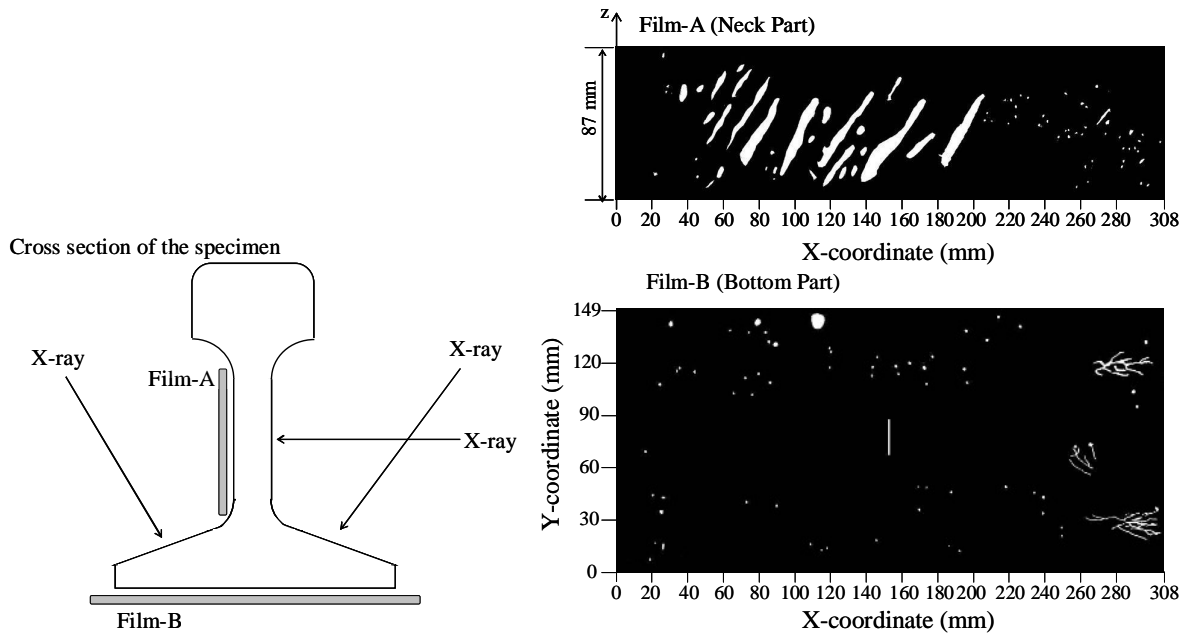 z
Film-A (Neck Part)
87 mm
0 20 40 60 80 100 120 140 160 180 200 220 240 260 280 308
X-coordinate (mm)
Cross section of the specimen
X-ray
Film-A
X-ray
X-ray
Film-B
Film-B (Bottom Part)
149
120
90
60
30
0
Y-coordinate (mm)
0 20 40 60 80 100 120 140 160 180 200 220 240 260 280 308
X-coordinate (mm)